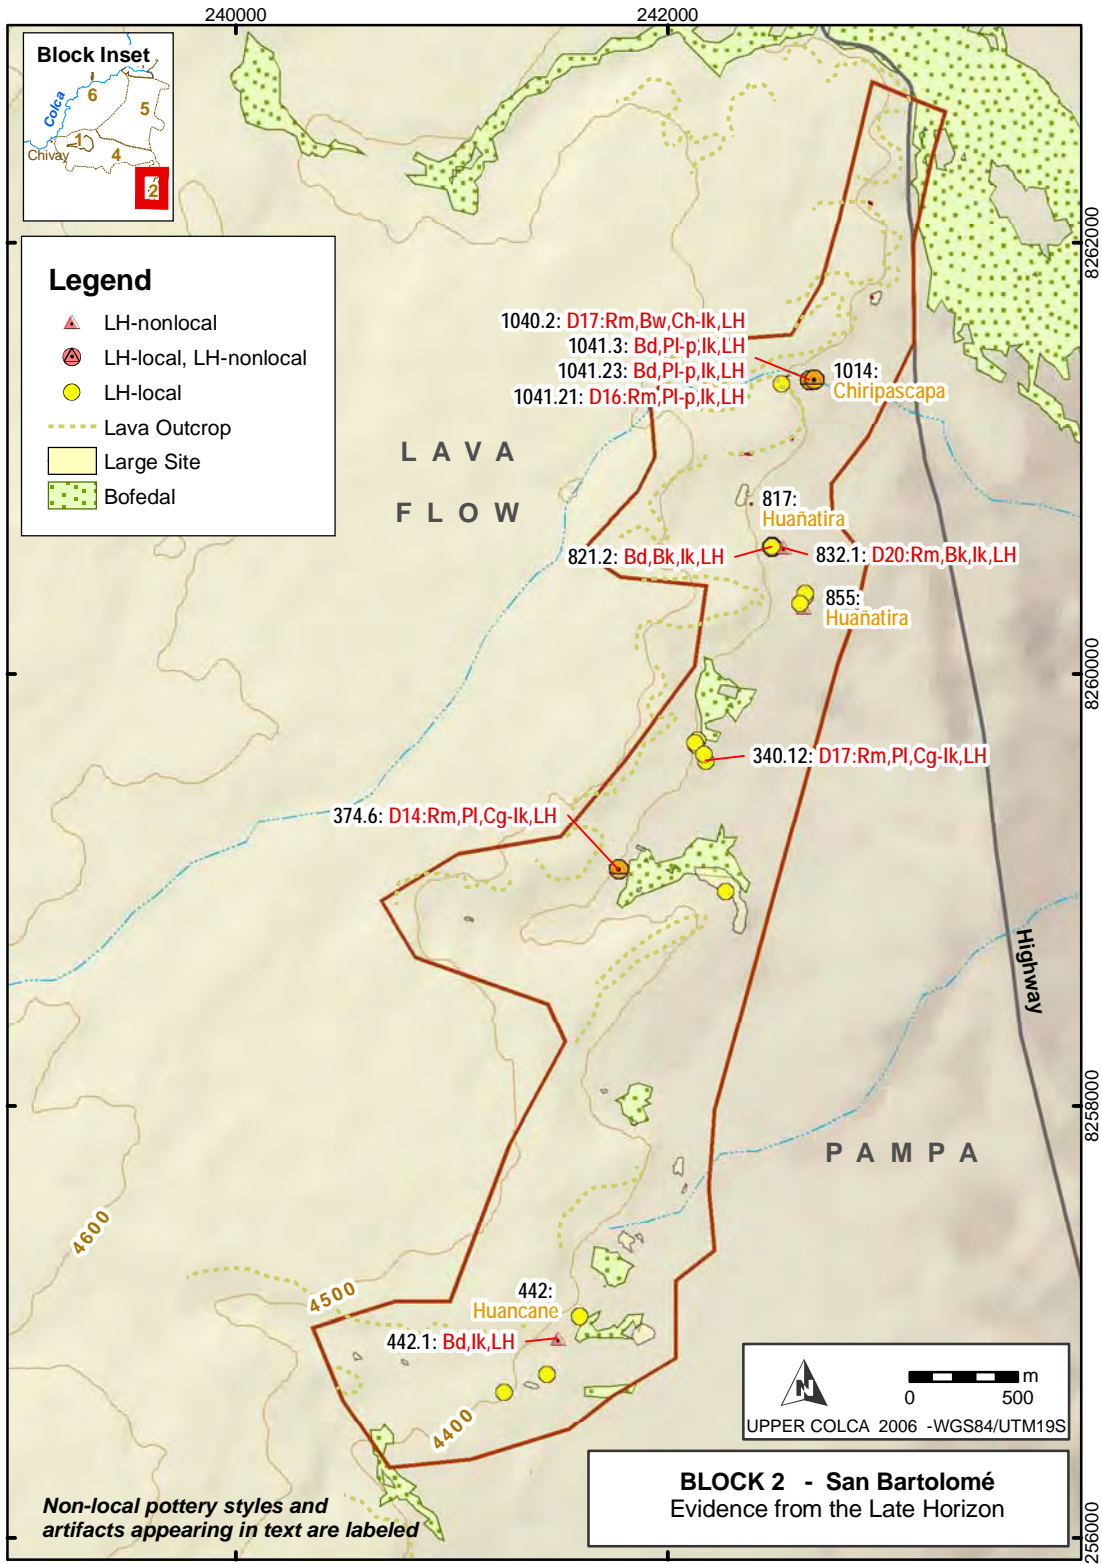 240000
242000
Block Inset
Colca
6
5
1
4
Chivay
2
8262000
Legend
LH-nonlocal
LH-local, LH-nonlocal
LH-local
Lava Outcrop
Large Site
Bofedal
1040.2: D17:Rm,Bw,Ch-Ik,LH
1041.3: Bd,Pl-p,Ik,LH
1041.23: Bd,Pl-p,Ik,LH
1041.21: D16:Rm,Pl-p,Ik,LH
1014:
Chiripascapa
LAVA
FLOW
817:
Huañatira
821.2: Bd,Bk,Ik,LH
832.1: D20:Rm,Bk,Ik,LH
855:
Huañatira
8260000
340.12: D17:Rm,Pl,Cg-Ik,LH
374.6: D14:Rm,Pl,Cg-Ik,LH
Highway
8258000
PAMPA
4600
4500
442:
Huancane
442.1: Bd,Ik,LH
4400
N
m
0 500
UPPER COLCA 2006 -WGS84/UTM19S
BLOCK 2 - San Bartolomé
Evidence from the Late Horizon
Non-local pottery styles and
artifacts appearing in text are labeled
256000